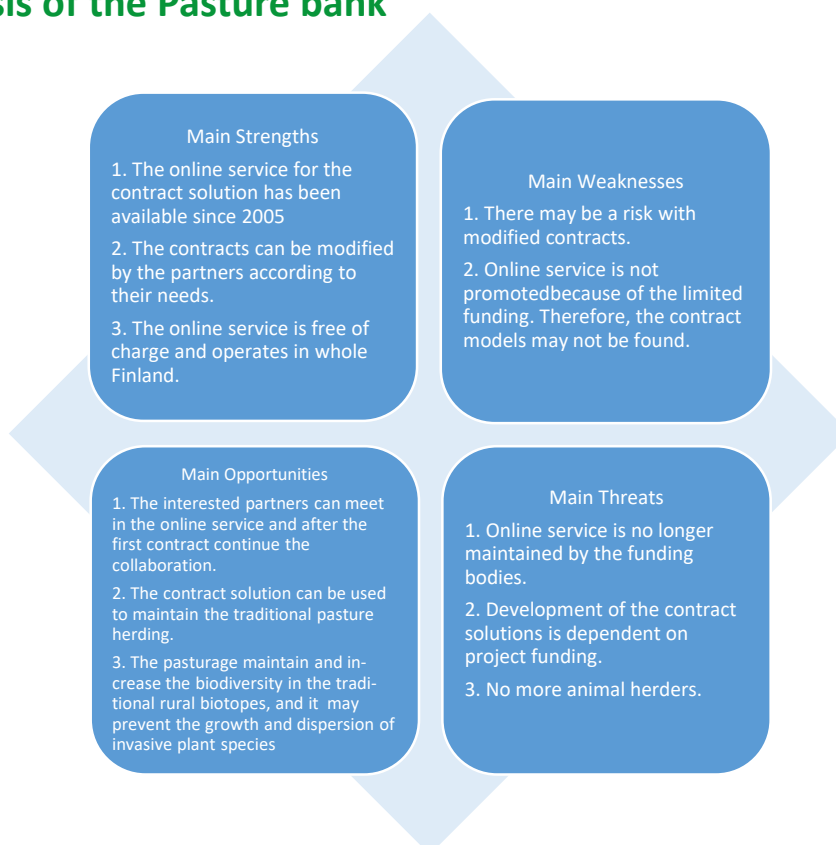 sis of the Pasture bank
Main Strengths
1. The online service for the
contract solution has been
available since 2005
2. The contracts can be modified
by the partners according to
their needs.
3. The online service is free of
charge and operates in whole
Finland.
Main Weaknesses
1. There may be a risk with
modified contracts.
2. Online service is not
promotedbecause of the limited
funding. Therefore, the contract
models may not be found.
Main Opportunities
1. The interested partners can meet
in the online service and after the
first contract continue the
collaboration.
2. The contract solution can be used
to maintain the traditional pasture
herding.
3. The pasturage maintain and in-
crease the biodiversity in the tradi-
tional rural biotopes, and it may
prevent the growth and dispersion of
invasive plant species
Main Threats
1. Online service is no longer
maintained by the funding
bodies.
2. Development of the contract
solutions is dependent on
project funding.
3. No more animal herders.